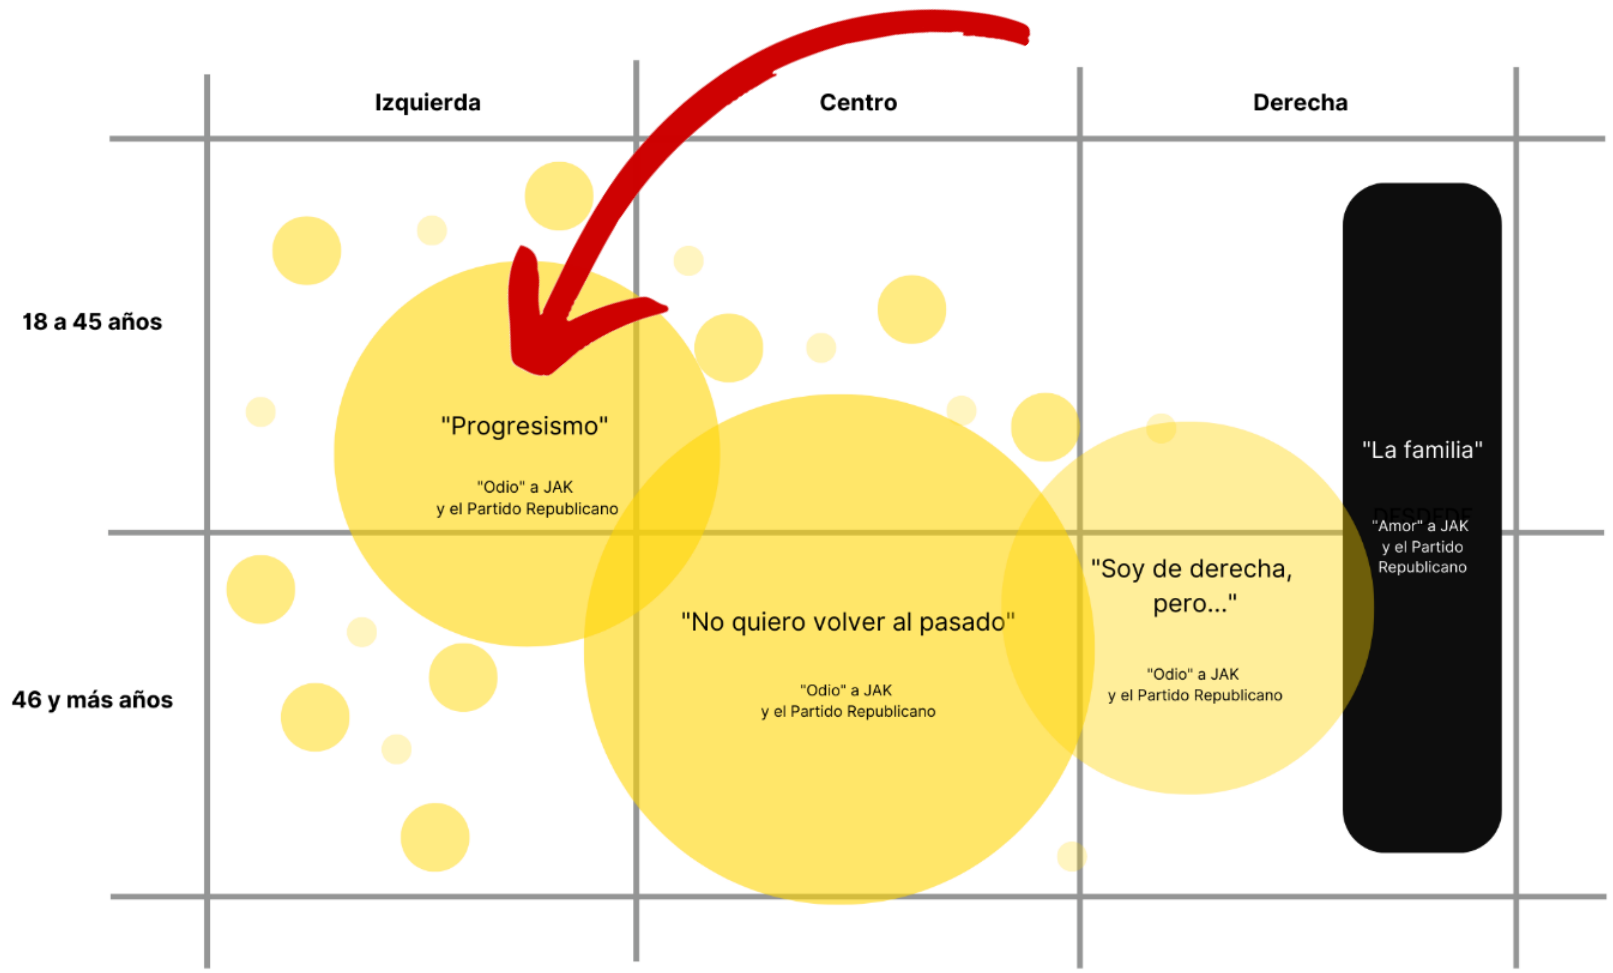 Izquierda
Centro
Derecha
18 a 45 años
"Progresismo"
"Odio" a JAK
y el Partido Republicano
"La familia"
DESDEDE
"Amor" a JAK
y el Partido
Republicano
46 y más años
"No quiero volver al pasado"
"Odio" a JAK
y el Partido Republicano
"Soy de derecha,
pero..."
"Odio" a JAK
y el Partido Republicano